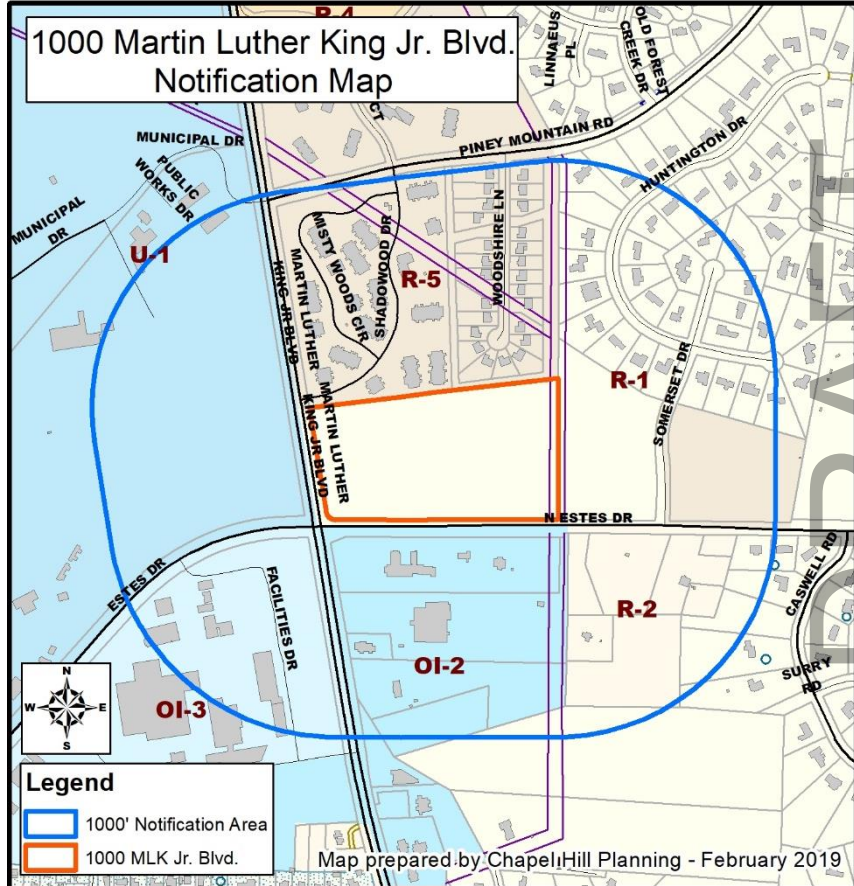 R-4
1000 Martin Luther King Jr. Blvd.
Notification Map
LINNAEUS
PL
OLD FOREST
CREEK DR
CT
MUNICIPAL DR
PINEY MOUNTAIN RD
HUNTINGTON DR
PUBLIC
WORKS DR
MUNICIPAL
DR
U-1
MISTY WOODS CIR
SHADOWOOD DR
R-5
WOODSHIRE LN
MARTIN LUTHER
KING JR BLVD
R-1
SOMERSET DR
MARTIN LUTHER
KING JR BLVD
N ESTES DR
ESTES DR
FACILITIES DR
CASWELL RD
R-2
OI-2
SURRY
RD
OI-3
N
W
E
S
Legend
1000' Notification Area
1000 MLK Jr. Blvd.
Map prepared by Chapel Hill Planning - February 2019